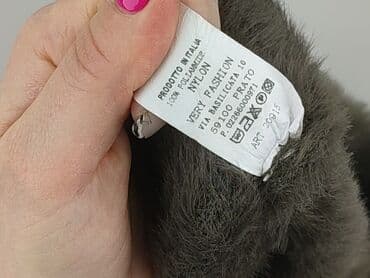 PRODOTTO IN ITALIA
100% POLIAMMIDE
NYLON
VERY FASHION
VIA BASILICATA 10
59100 PRATO
ART.